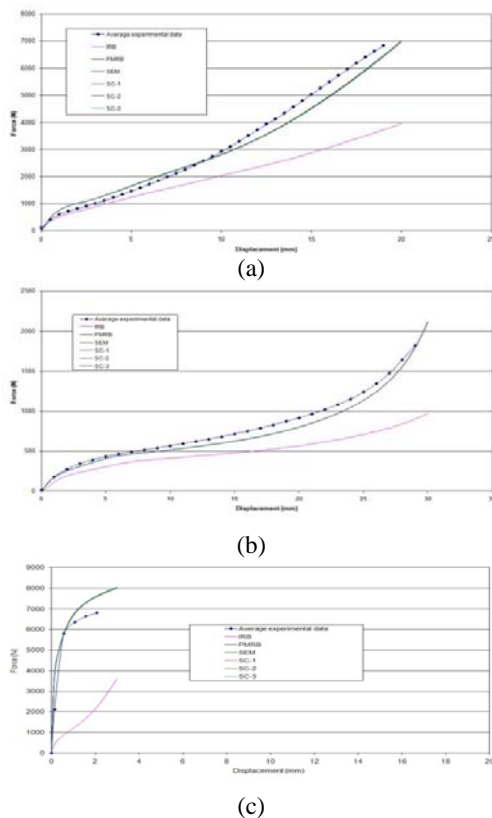 8000
7000
6000
5000
4000
3000
2000
1000
0
Force (N)
Average experimental data
IRB
PMRB
SEM
SC-1
SC-2
SC-3
0 5 10 15 20 25
Displacement (mm)
(a)
2500
2000
1500
1000
500
0
Force (N)
Average experimental data
IRB
PMRB
SEM
SC-1
SC-2
SC-3
0 5 10 15 20 25 30
Displacement (mm)
(b)
9000
8000
7000
6000
5000
4000
3000
2000
1000
0
Force (N)
Average experimental data
IRB
PMRB
SEM
SC-1
SC-2
SC-3
0 2 4 6 8 10 12 14 16 18 20
Displacement (mm)
(c)